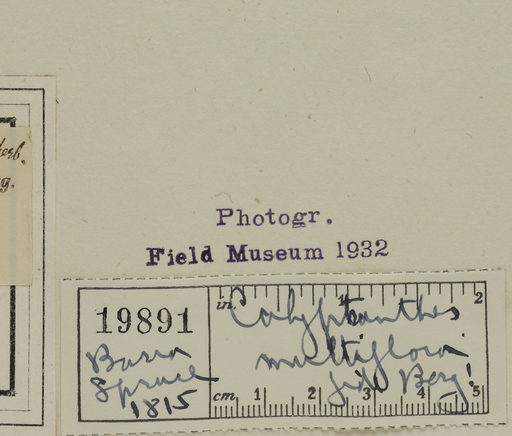 erb.
g.
Photogr.
Field Museum 1932
19891
Barra
Spruce
1815
in. 1 2
Calyptranthes
multiflora
Berg!
cm. 1 2 3 4 5